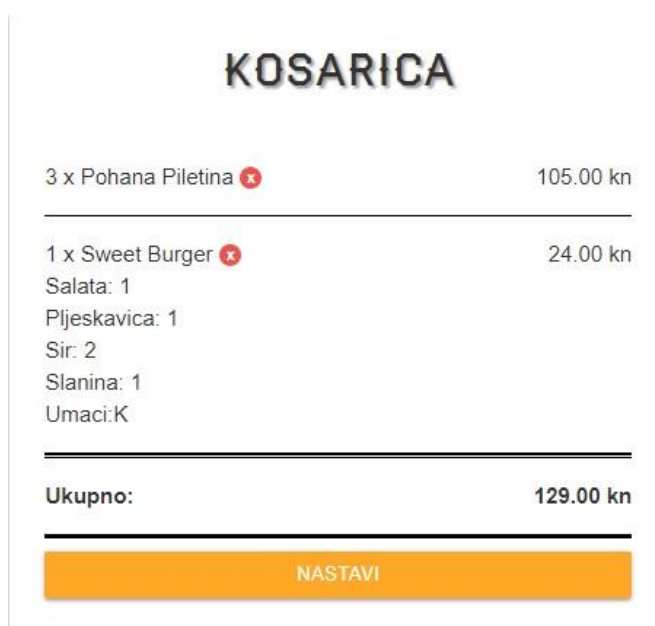 KOSARICA
3 x Pohana Piletina x 105.00 kn
1 x Sweet Burger x 24.00 kn
Salata: 1
Pljeskavica: 1
Sir: 2
Slanina: 1
Umaci:K
Ukupno: 129.00 kn
NASTAVI